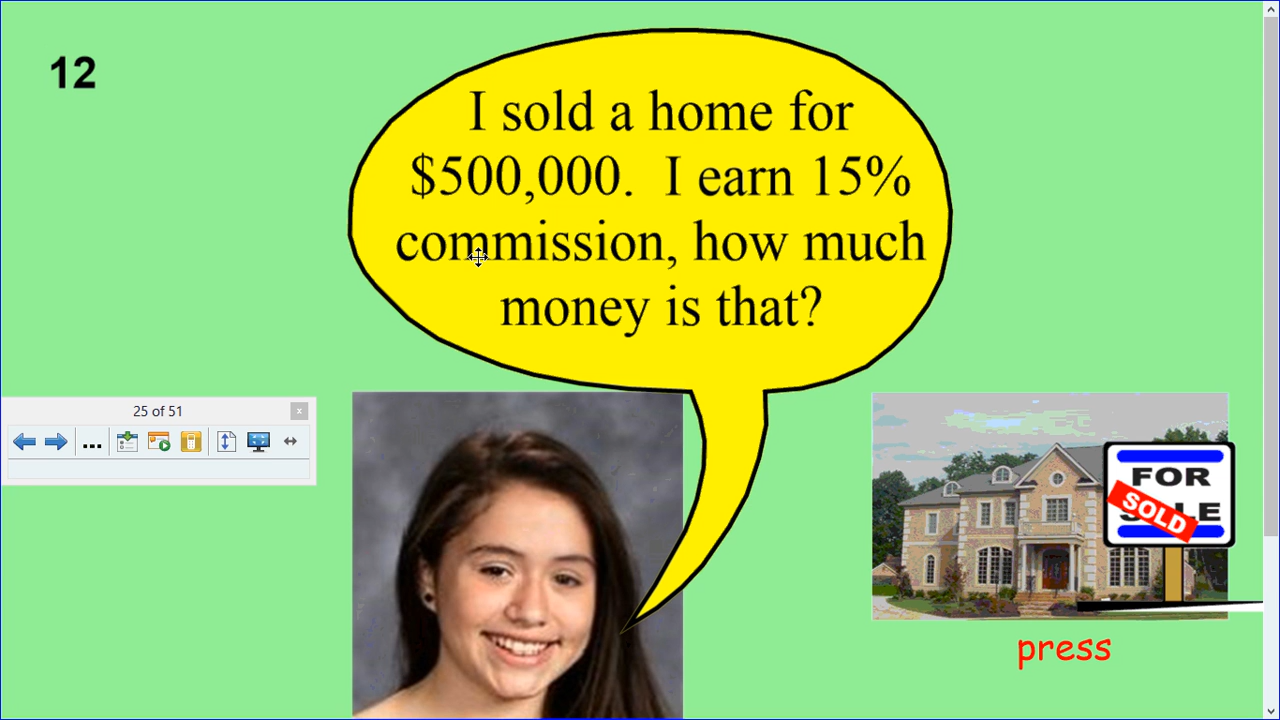 12
I sold a home for
$500,000.  I earn 15%
commission, how much
money is that?
25 of 51
FOR
SALE
SOLD
press